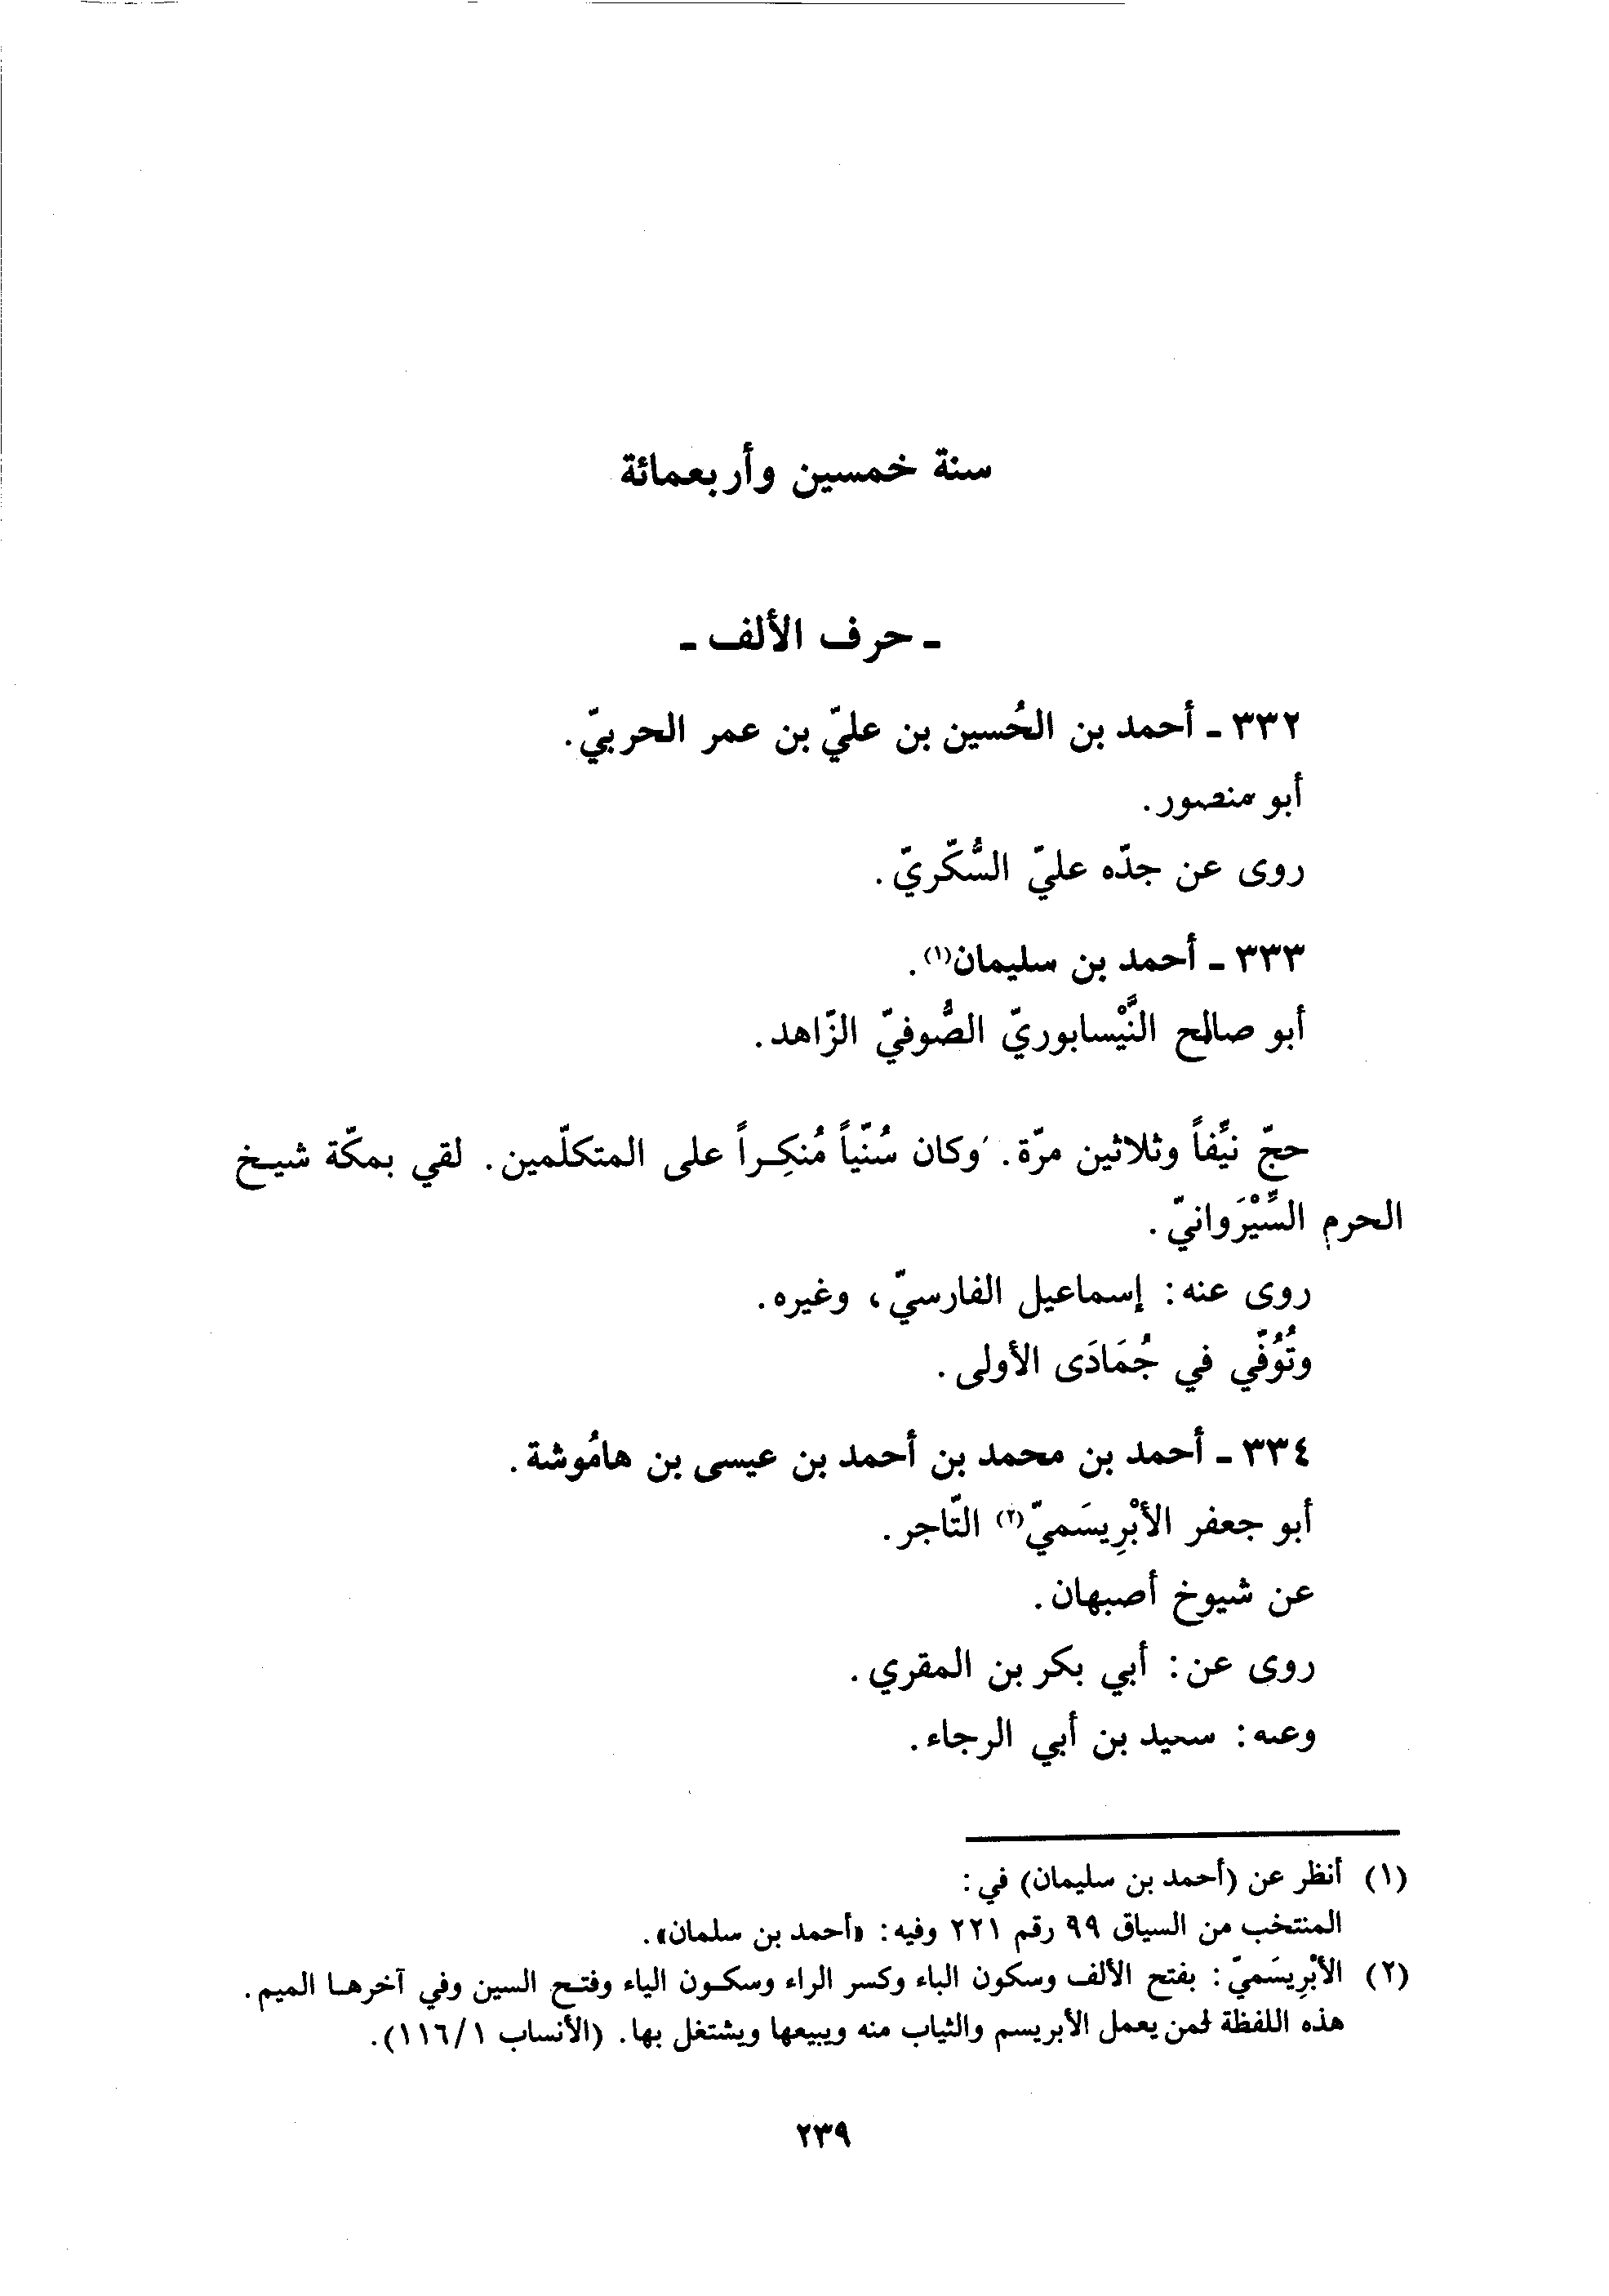 سنة خمسين وأربعمائة
ـ حرف الألف ـ
٣٣٢ ـ أحمد بن الحُسين بن عليّ بن عمر الحربيّ.
أبو منصور.
روى عن جدّه عليّ السُّكّريّ.
٣٣٣ ـ أحمد بن سليمان(١).
أبو صالح النَّيْسابوريّ الصُّوفيّ الزّاهد.
حجّ نيِّفاً وثلاثين مرّة. وكان سُنّياً مُنكِراً على المتكلّمين. لقي بمكّة شيخ
الحرم السِّيْرَوانيّ.
روى عنه: إسماعيل الفارسيّ، وغيره.
وتُوُفّي في جُمَادَى الأولى.
٣٣٤ ـ أحمد بن محمد بن أحمد بن عيسى بن هامُوشة.
أبو جعفر الأبْرِيسَميّ(٢) التّاجر.
عن شيوخ أصبهان.
روى عن: أبي بكر بن المقري.
وعنه: سعيد بن أبي الرجاء.
(١) أنظر عن (أحمد بن سليمان) في:
المنتخب من السياق ٩٩ رقم ٢٢١ وفيه: «أحمد بن سلمان».
(٢) الأبْرِيسَميّ: بفتح الألف وسكون الباء وكسر الراء وسكون الياء وفتح السين وفي آخرها الميم.
هذه اللفظة لمن يعمل الأبريسم والثياب منه ويبيعها ويشتغل بها. (الأنساب ١/١١٦).
٢٣٩